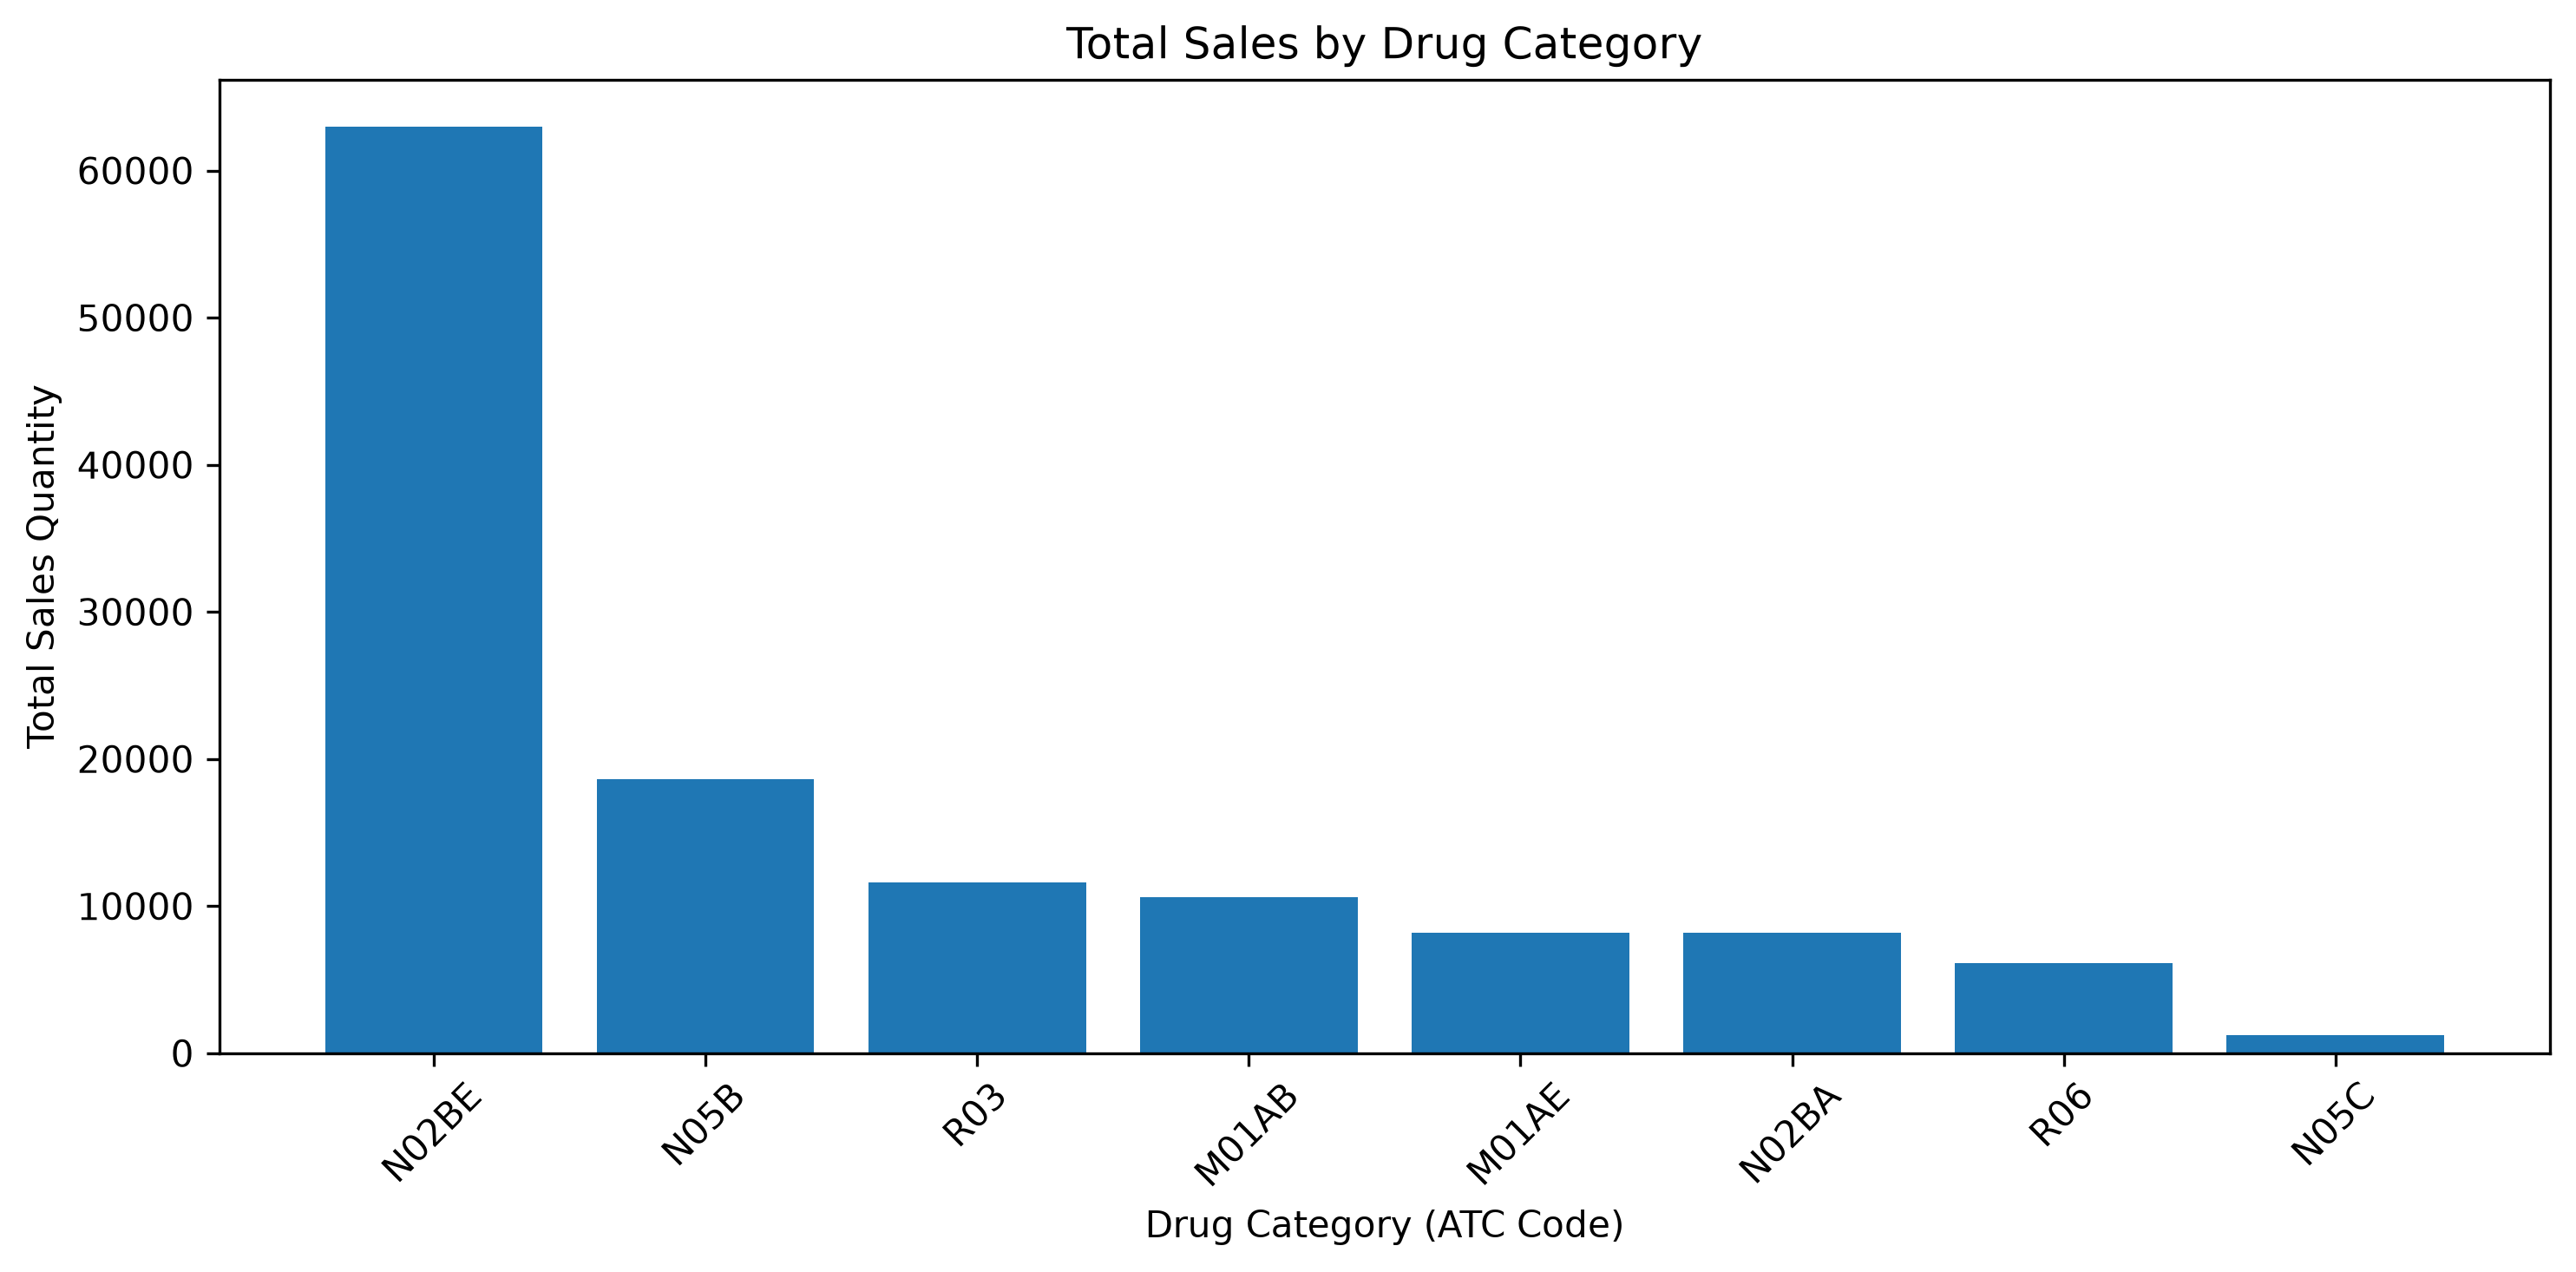 Total Sales by Drug Category
Total Sales Quantity
60000
50000
40000
30000
20000
10000
0
N02BE
N05B
R03
M01AB
M01AE
N02BA
R06
N05C
Drug Category (ATC Code)